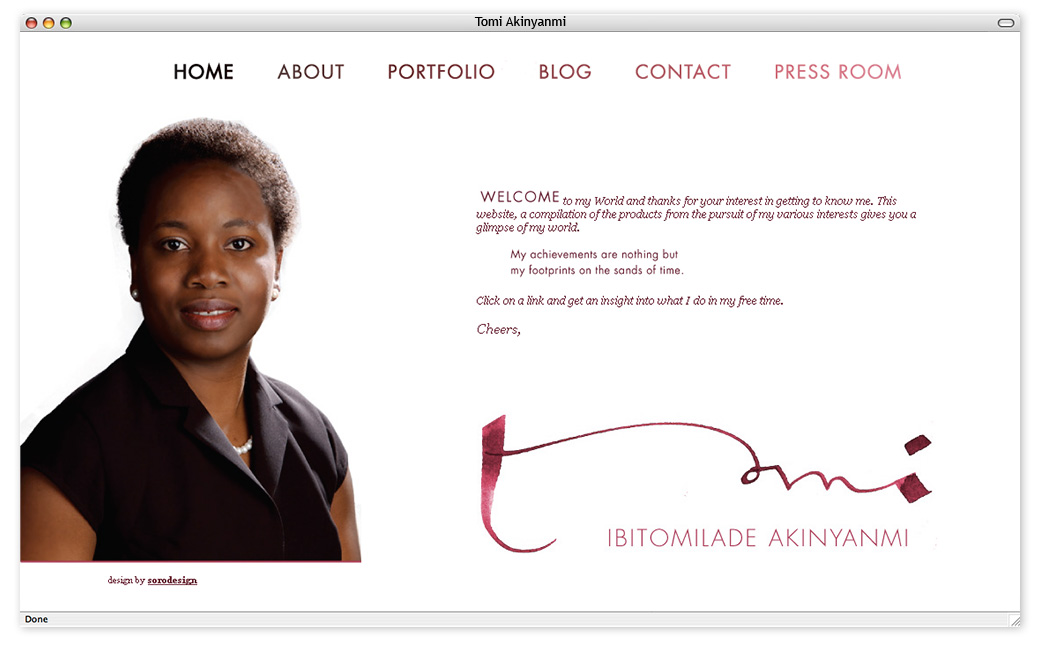 Tomi Akinyanmi
HOME ABOUT PORTFOLIO BLOG CONTACT PRESS ROOM
WELCOME to my World and thanks for your interest in getting to know me. This
website, a compilation of the products from the pursuit of my various interests gives you a
glimpse of my world.
My achievements are nothing but
my footprints on the sands of time.
Click on a link and get an insight into what I do in my free time.
Cheers,
tomi
IBITOMILADE AKINYANMI
design by sorodesign
Done